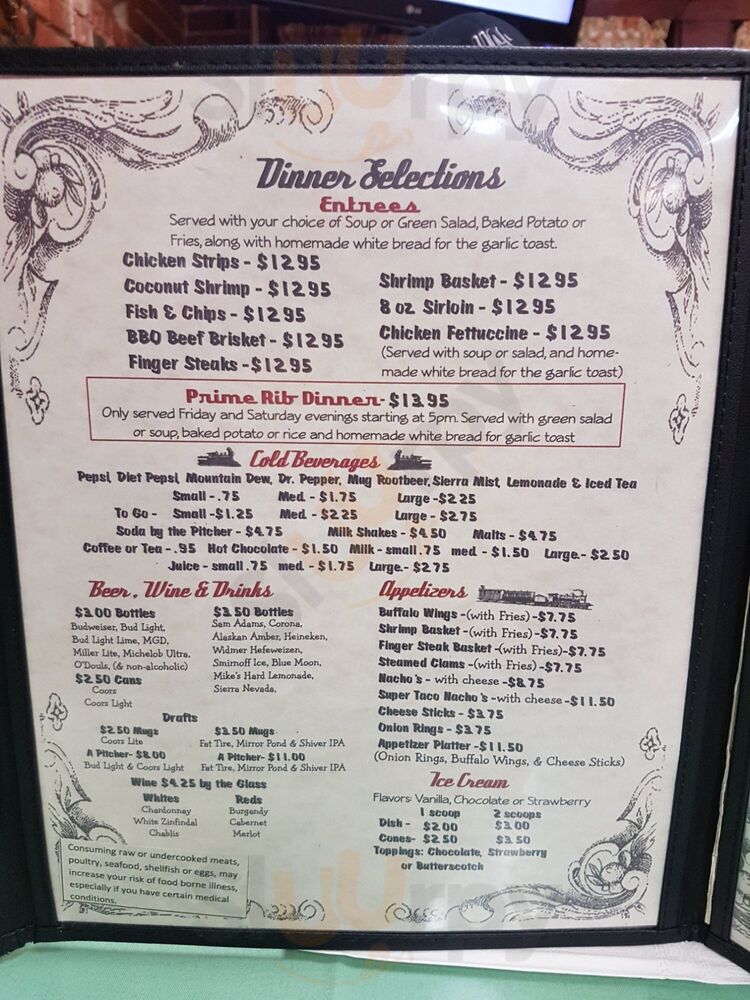 LG
Dinner Selections
Entrees
Served with your choice of Soup or Green Salad, Baked Potato or
Fries, along with homemade white bread for the garlic toast.
Chicken Strips - $12.95
Coconut Shrimp - $12.95
Fish & Chips - $12.95
BBQ Beef Brisket - $12.95
Finger Steaks - $12.95
Shrimp Basket - $12.95
8 oz. Sirloin - $12.95
Chicken Fettuccine - $12.95
(Served with soup or salad, and home-
made white bread for the garlic toast)
Prime Rib Dinner - $13.95
Only served Friday and Saturday evenings starting at 5pm. Served with green salad
or soup, baked potato or rice and homemade white bread for garlic toast
Cold Beverages
Pepsi, Diet Pepsi, Mountain Dew, Dr. Pepper, Mug Rootbeer, Sierra Mist, Lemonade & Iced Tea
Small - .75 Med. - $1.75 Large - $2.25
To Go - Small - $1.25 Med. - $2.25 Large - $2.75
Soda by the Pitcher - $4.75 Milk Shakes - $4.50 Malts - $4.75
Coffee or Tea - .95 Hot Chocolate - $1.50 Milk - small .75 med. - $1.50 Large. - $2.50
Juice - small .75 med. - $1.75 Large. - $2.75
Beer, Wine & Drinks
$3.00 Bottles
Budweiser, Bud Light,
Bud Light Lime, MGD,
Miller Lite, Michelob Ultra,
O'Douls, (& non-alcoholic)
$2.50 Cans
Coors
Coors Light
$3.50 Bottles
Sam Adams, Corona,
Alaskan Amber, Heineken,
Widmer Hefeweizen,
Smirnoff Ice, Blue Moon,
Mike's Hard Lemonade,
Sierra Nevada,
Drafts
$2.50 Mugs
Coors Lite
A Pitcher- $8.00
Bud Light & Coors Light
$3.50 Mugs
Fat Tire, Mirror Pond & Shiver IPA
A Pitcher- $11.00
Fat Tire, Mirror Pond & Shiver IPA
Wine $4.25 by the Glass
Whites
Chardonnay
White Zinfindal
Chablis
Reds
Burgendy
Cabernet
Merlot
Consuming raw or undercooked meats,
poultry, seafood, shellfish or eggs, may
increase your risk of food borne illness,
especially if you have certain medical
conditions.
Appetizers
Buffalo Wings - (with Fries) - $7.75
Shrimp Basket - (with Fries) - $7.75
Finger Steak Basket - (with Fries) - $7.75
Steamed Clams - (with Fries) - $7.75
Nacho's - with cheese - $8.75
Super Taco Nacho's - with cheese - $11.50
Cheese Sticks - $3.75
Onion Rings - $3.75
Appetizer Platter - $11.50
(Onion Rings, Buffalo Wings, & Cheese Sticks)
Ice Cream
Flavors: Vanilla, Chocolate or Strawberry
1 scoop 2 scoops
Dish - $2.00 $3.00
Cones- $2.50 $3.50
Toppings: Chocolate, Strawberry
or Butterscotch